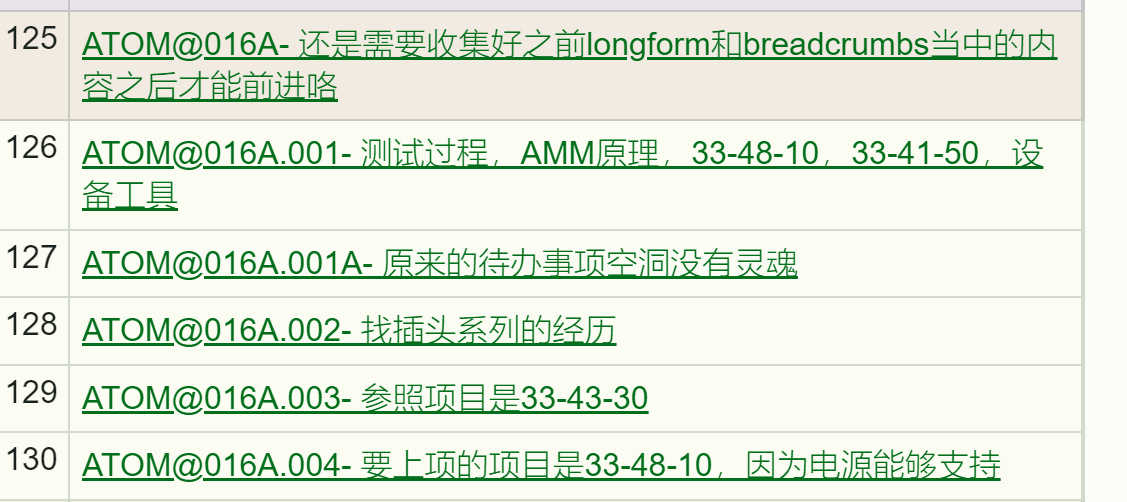 125 ATOM@016A- 还是需要收集好之前longform和breadcrumbs当中的内
容之后才能前进咯
126 ATOM@016A.001- 测试过程，AMM原理，33-48-10，33-41-50，设
备工具
127 ATOM@016A.001A- 原来的待办事项空洞没有灵魂
128 ATOM@016A.002- 找插头系列的经历
129 ATOM@016A.003- 参照项目是33-43-30
130 ATOM@016A.004- 要上项的项目是33-48-10，因为电源能够支持